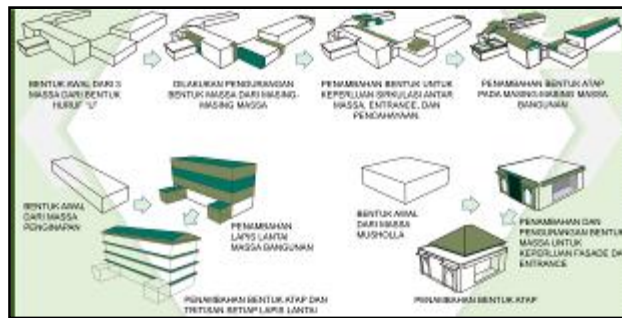 BENTUK AWAL DARI 3
MASSA DARI BENTUK
HURUF "U"
DILAKUKAN PENGURANGAN
BENTUK MASSA DARI MASING-
MASING MASSA
PENAMBAHAN BENTUK UNTUK
KEPERLUAN SIRKULASI ANTAR
MASSA, ENTRANCE, DAN
PENCAHAYAAN.
PENAMBAHAN BENTUK ATAP
PADA MASING-MASING MASSA
BANGUNAN
BENTUK AWAL
DARI MASSA
PENGINAPAN
PENAMBAHAN
LAPIS LANTAI
MASSA BANGUNAN
PENAMBAHAN BENTUK ATAP DAN
TRITISAN SETIAP LAPIS LANTAI
BENTUK AWAL
DARI MASSA
MUSHOLLA
PENAMBAHAN DAN
PENGURANGAN BENTUK
MASSA UNTUK
KEPERLUAN FASADE DA
ENTRANCE
PENAMBAHAN BENTUK ATAP